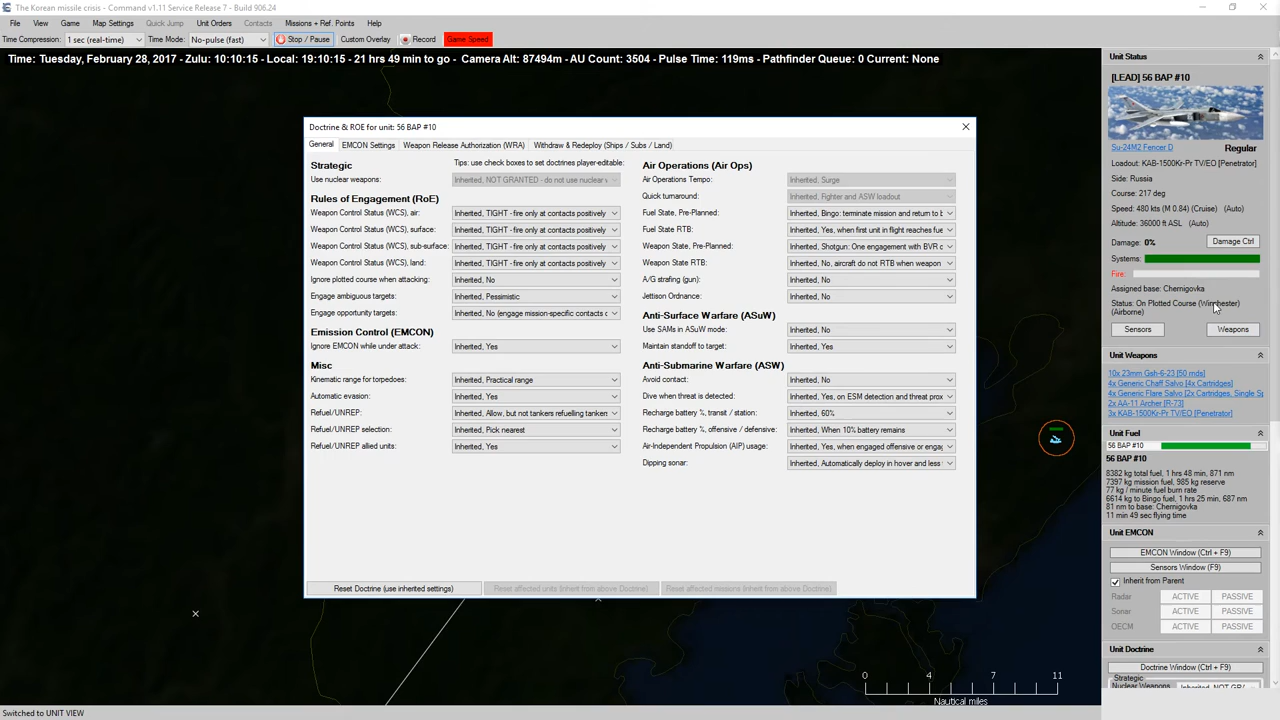 The Korean missile crisis - Command v1.11 Service Release 7 - Build 906.24
File View Game Map Settings Quick Jump Unit Orders Contacts Missions + Ref. Points Help
Time Compression: 1 sec (real-time) Time Mode: No-pulse (fast) Stop / Pause Custom Overlay Record Game Speed
Time: Tuesday, February 28, 2017 - Zulu: 10:10:15 - Local: 19:10:15 - 21 hrs 49 min to go - Camera Alt: 87494m - AU Count: 3504 - Pulse Time: 119ms - Pathfinder Queue: 0 Current: None
Doctrine & ROE for unit: 56 BAP #10
General EMCON Settings Weapon Release Authorization (WRA) Withdraw & Redeploy (Ships / Subs / Land)
Strategic
Tips: use check boxes to set doctrines player-editable:
Use nuclear weapons: Inherited, NOT GRANTED - do not use nuclear
Rules of Engagement (RoE)
Weapon Control Status (WCS), air: Inherited, TIGHT - fire only at contacts positively
Weapon Control Status (WCS), surface: Inherited, TIGHT - fire only at contacts positively
Weapon Control Status (WCS), sub-surface: Inherited, TIGHT - fire only at contacts positively
Weapon Control Status (WCS), land: Inherited, TIGHT - fire only at contacts positively
Ignore plotted course when attacking: Inherited, No
Engage ambiguous targets: Inherited, Pessimistic
Engage opportunity targets: Inherited, No (engage mission-specific contacts c
Emission Control (EMCON)
Ignore EMCON while under attack: Inherited, Yes
Misc
Kinematic range for torpedoes: Inherited, Practical range
Automatic evasion: Inherited, Yes
Refuel/UNREP: Inherited, Allow, but not tankers refuelling tanker
Refuel/UNREP selection: Inherited, Pick nearest
Refuel/UNREP allied units: Inherited, Yes
Air Operations (Air Ops)
Air Operations Tempo: Inherited, Surge
Quick turnaround: Inherited, Fighter and ASW loadout
Fuel State, Pre-Planned: Inherited, Bingo: terminate mission and return to b
Fuel State RTB: Inherited, Yes, when first unit in flight reaches fue
Weapon State, Pre-Planned: Inherited, Shotgun: One engagement with BVR c
Weapon State RTB: Inherited, No, aircraft do not RTB when weapon
A/G strafing (gun): Inherited, No
Jettison Ordnance: Inherited, No
Anti-Surface Warfare (ASuW)
Use SAMs in ASuW mode: Inherited, No
Maintain standoff to target: Inherited, Yes
Anti-Submarine Warfare (ASW)
Avoid contact: Inherited, No
Dive when threat is detected: Inherited, Yes, on ESM detection and threat prox
Recharge battery %, transit / station: Inherited, 60%
Recharge battery %, offensive / defensive: Inherited, When 10% battery remains
Air-Independent Propulsion (AIP) usage: Inherited, Yes, when engaged offensive or engag
Dipping sonar: Inherited, Automatically deploy in hover and less
Reset Doctrine (use inherited settings) Reset affected units (Inherit from above Doctrine) Reset affected missions (Inherit from above Doctrine)
Unit Status
[LEAD] 56 BAP #10
Su-24M2 Fencer D Regular
Loadout: KAB-1500Kr-Pr TV/EO [Penetrator]
Side: Russia
Course: 217 deg
Speed: 480 kts (M 0.84) (Cruise) (Auto)
Altitude: 36000 ft ASL (Auto)
Damage: 0% Damage Ctrl
Systems:
Fire:
Assigned base: Chernigovka
Status: On Plotted Course (Winchester)
(Airborne)
Sensors Weapons
Unit Weapons
10x 23mm Gsh-6-23 [50 rnds]
4x Generic Chaff Salvo [4x Cartridges]
4x Generic Flare Salvo [2x Cartridges, Single Sp
2x AA-11 Archer [R-73]
3x KAB-1500Kr-Pr TV/EO [Penetrator]
Unit Fuel
56 BAP #10
56 BAP #10
8382 kg total fuel, 1 hrs 48 min, 871 nm
7397 kg mission fuel, 985 kg reserve
77 kg / minute fuel burn rate
4614 kg to Bingo fuel, 1 hrs 25 min, 687 nm
81 nm to base: Chernigovka
11 min 49 sec flying time
Unit EMCON
EMCON Window (Ctrl + F9)
Sensors Window (F9)
Inherit from Parent
Radar ACTIVE PASSIVE
Sonar ACTIVE PASSIVE
OECM ACTIVE PASSIVE
Unit Doctrine
Doctrine Window (Ctrl + F9)
Strategic
Nuclear Weapons Inherited, NOT GR
0 4 7 11
Nautical miles
Switched to UNIT VIEW